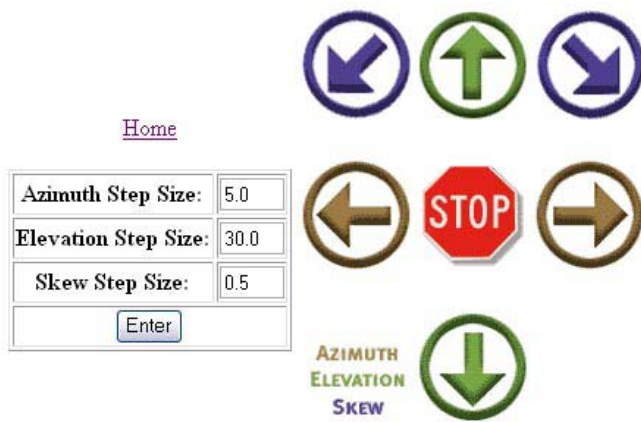 Home
Azimuth Step Size: 5.0
Elevation Step Size: 30.0
Skew Step Size: 0.5
Enter
STOP
AZIMUTH
ELEVATION
SKEW